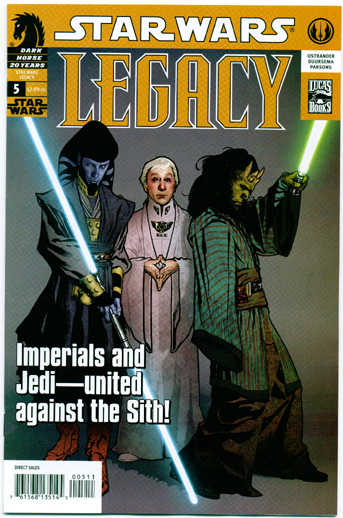 DARK
HORSE
20 YEARS
STAR WARS
LEGACY
5
$2.99 US
STAR
WARS
STAR WARS
LEGACY
OSTRANDER
DUURSEMA
PARSONS
LUCAS
BOOKS
Imperials and
Jedi—united
against the Sith!
DIRECT SALES
00511
7 61568 13514